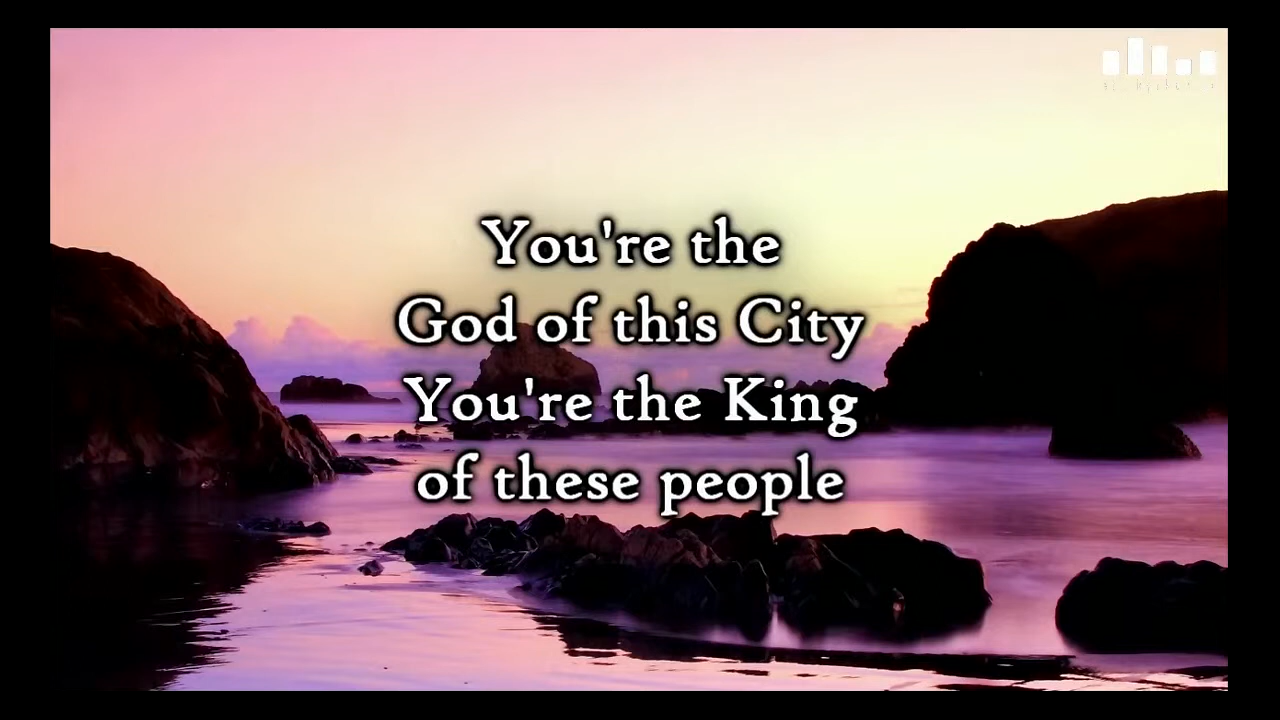 You're the
God of this City
You're the King
of these people